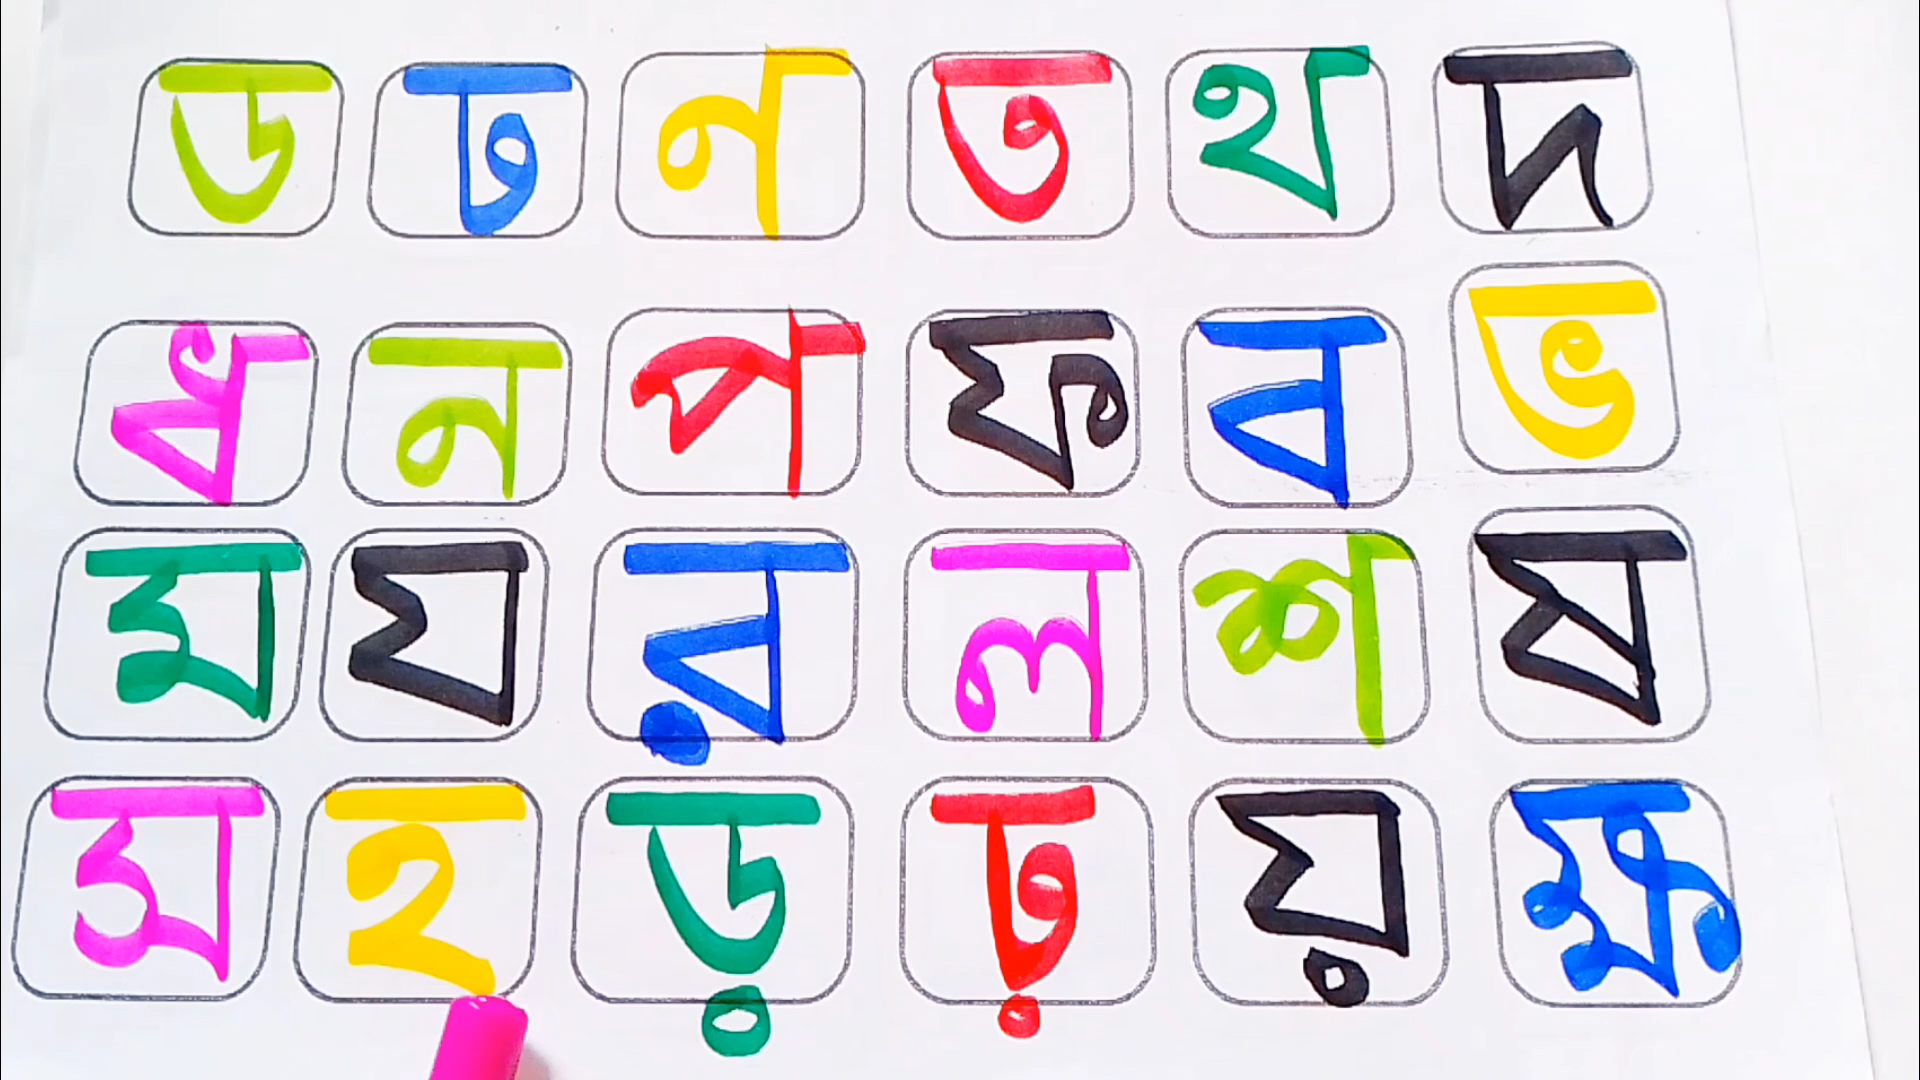 ড ঢ ণ ত থ দ
ধ ন প ফ ব ভ
ম য র ল শ ষ
স হ ড় ঢ় য় ক্ষ